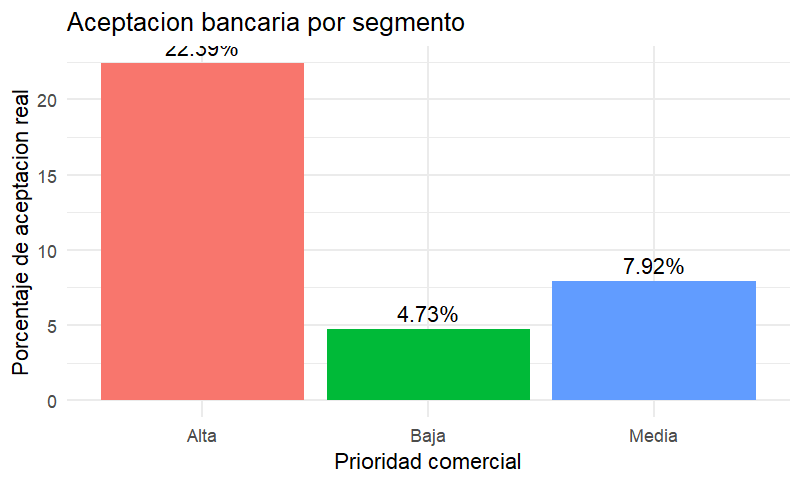 Aceptacion bancaria por segmento
22.39%
7.92%
4.73%
Porcentaje de aceptacion real
20
15
10
5
0
Alta
Baja
Media
Prioridad comercial